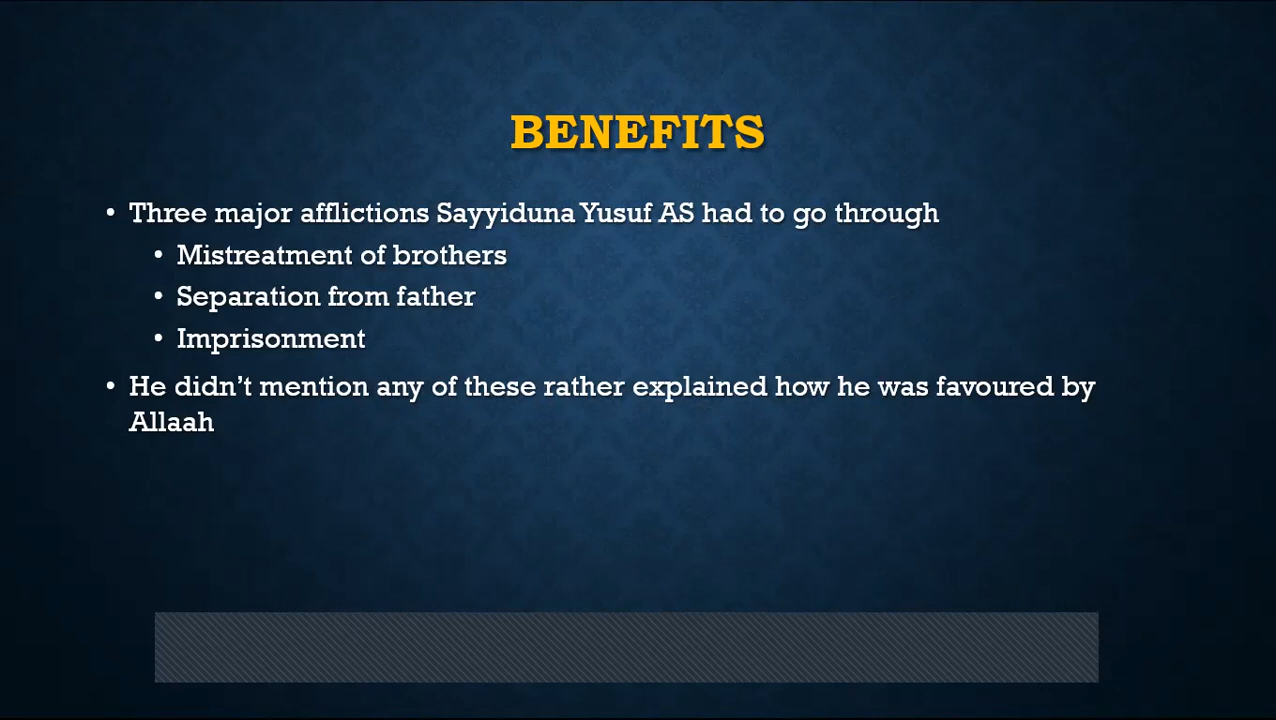 BENEFITS
• Three major afflictions Sayyiduna Yusuf AS had to go through
• Mistreatment of brothers
• Separation from father
• Imprisonment
• He didn’t mention any of these rather explained how he was favoured by
Allaah